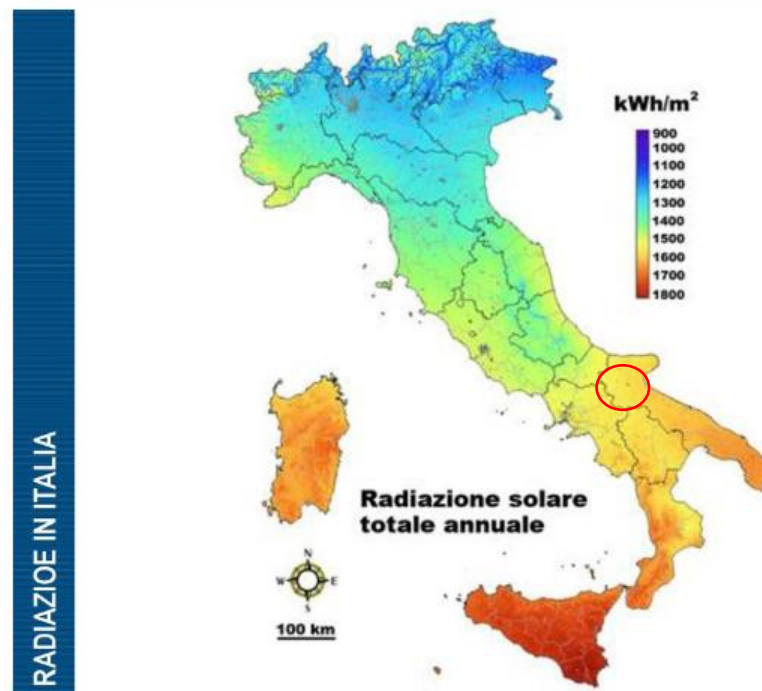 RADIAZIOE IN ITALIA
kWh/m²
900
1000
1100
1200
1300
1400
1500
1600
1700
1800
Radiazione solare
totale annuale
N
W E
S
100 km